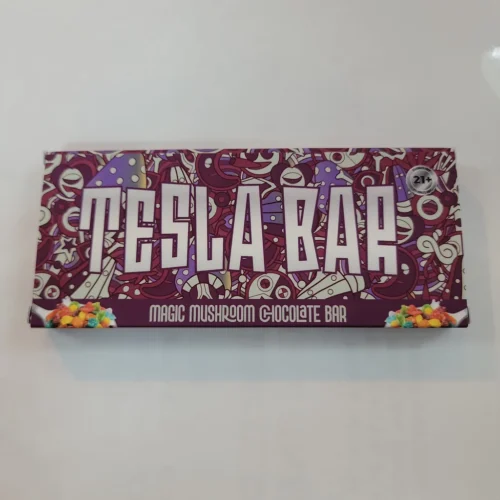 21+
TESLA BAR
MAGIC MUSHROOM CHOCOLATE BAR